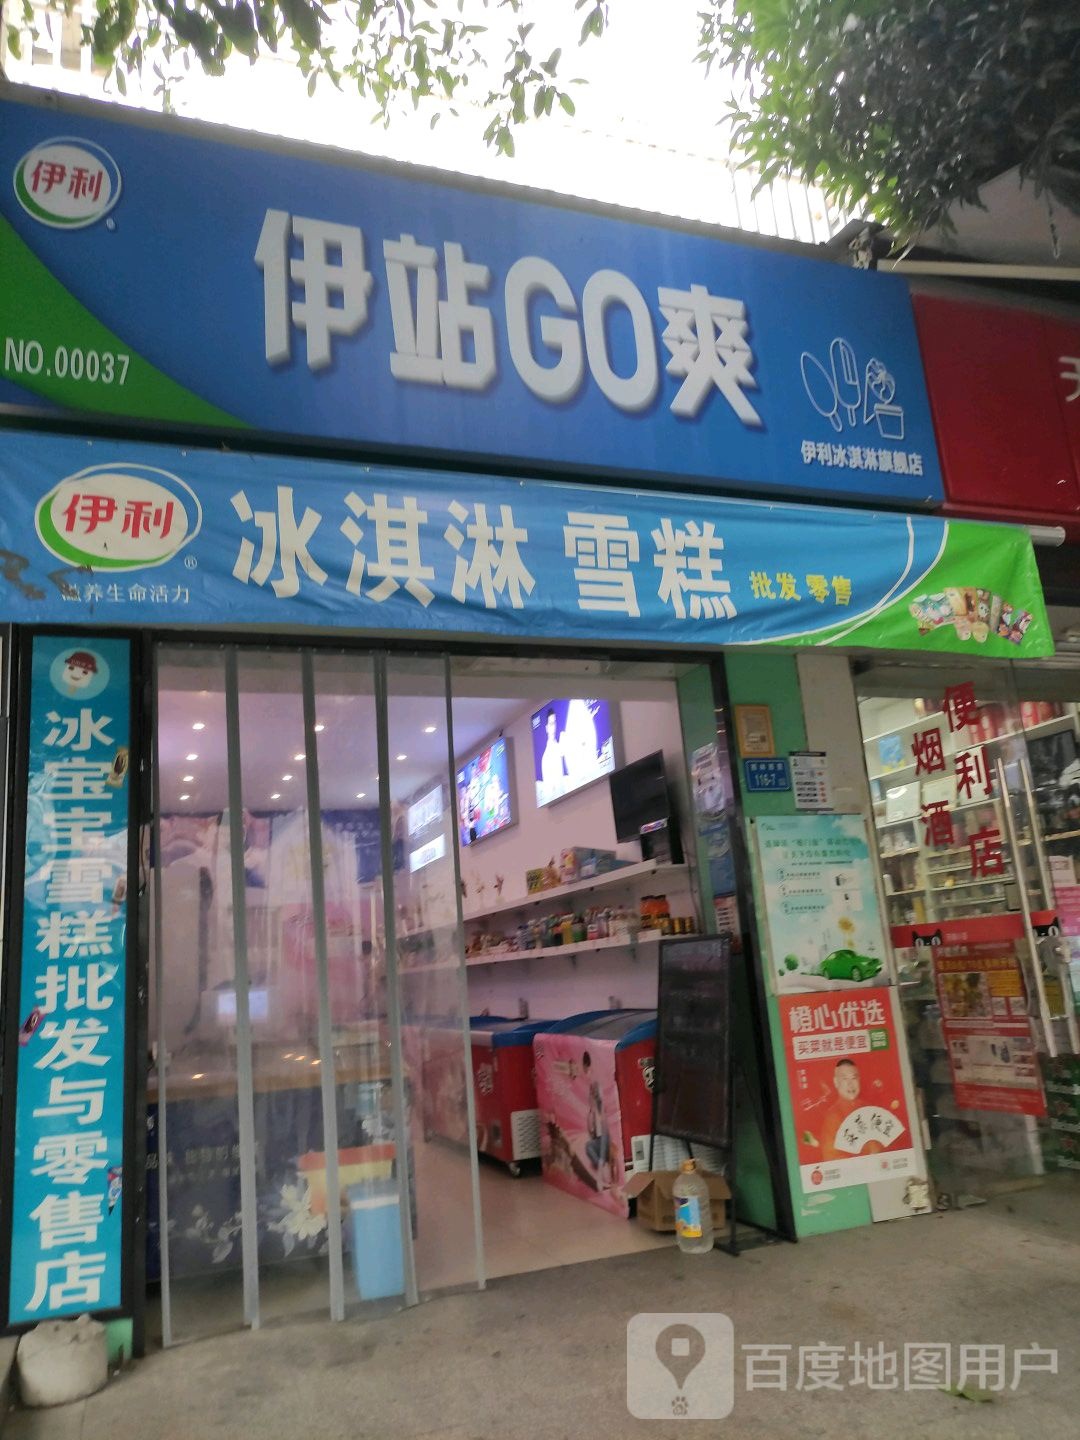 伊利
伊站GO爽
NO.00037
伊利冰淇淋旗舰店
伊利
滋养生命活力
冰淇淋 雪糕 批发 零售
冰宝宝雪糕批发与零售店
116-7
便利店
烟酒
橙心优选
买菜就是便宜
百度地图用户